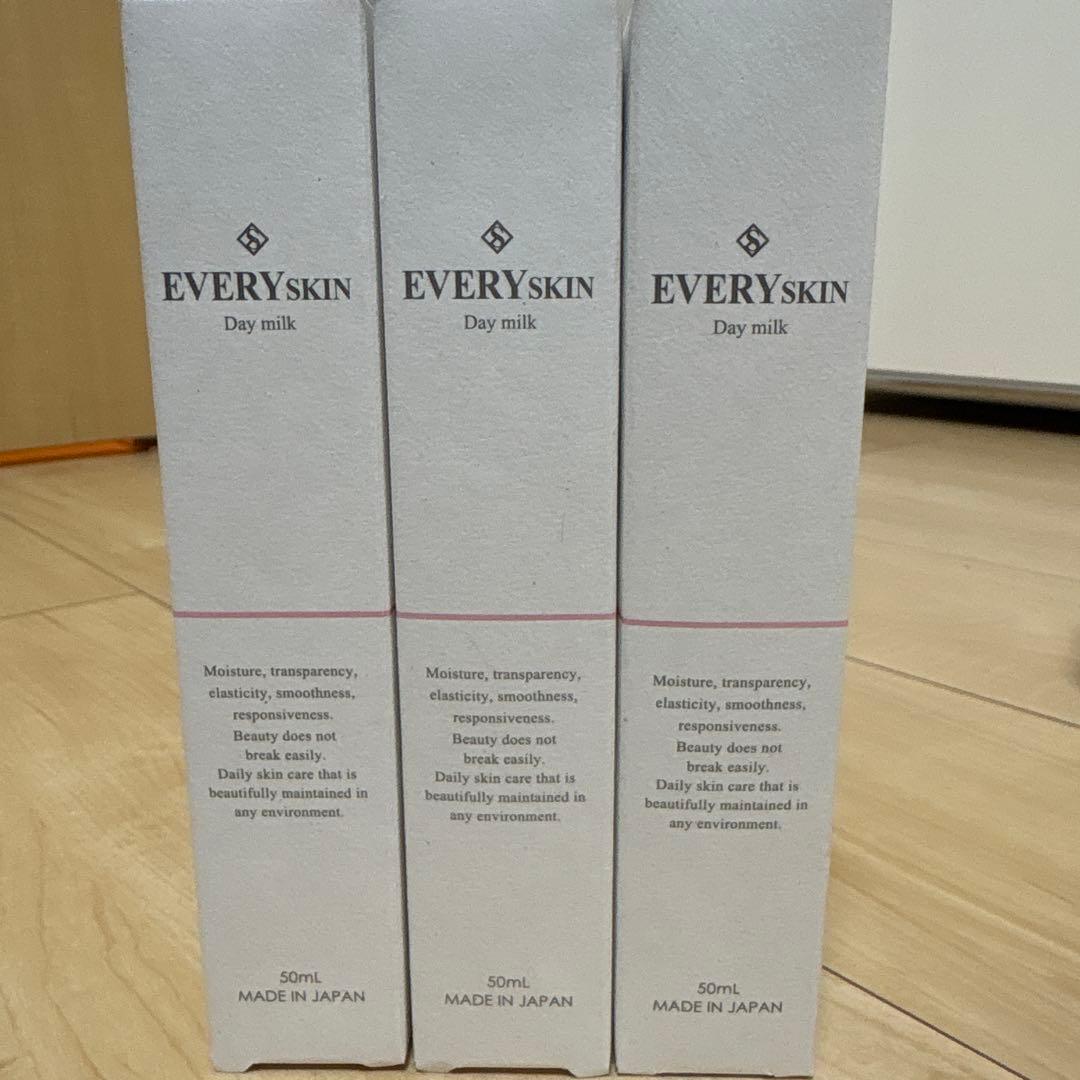 EVERYSKIN
Day milk
Moisture, transparency,
elasticity, smoothness,
responsiveness.
Beauty does not
break easily.
Daily skin care that is
beautifully maintained in
any environment.
50mL
MADE IN JAPAN
EVERYSKIN
Day milk
Moisture, transparency,
elasticity, smoothness,
responsiveness.
Beauty does not
break easily.
Daily skin care that is
beautifully maintained in
any environment.
50mL
MADE IN JAPAN
EVERYSKIN
Day milk
Moisture, transparency,
elasticity, smoothness,
responsiveness.
Beauty does not
break easily.
Daily skin care that is
beautifully maintained in
any environment.
50mL
MADE IN JAPAN